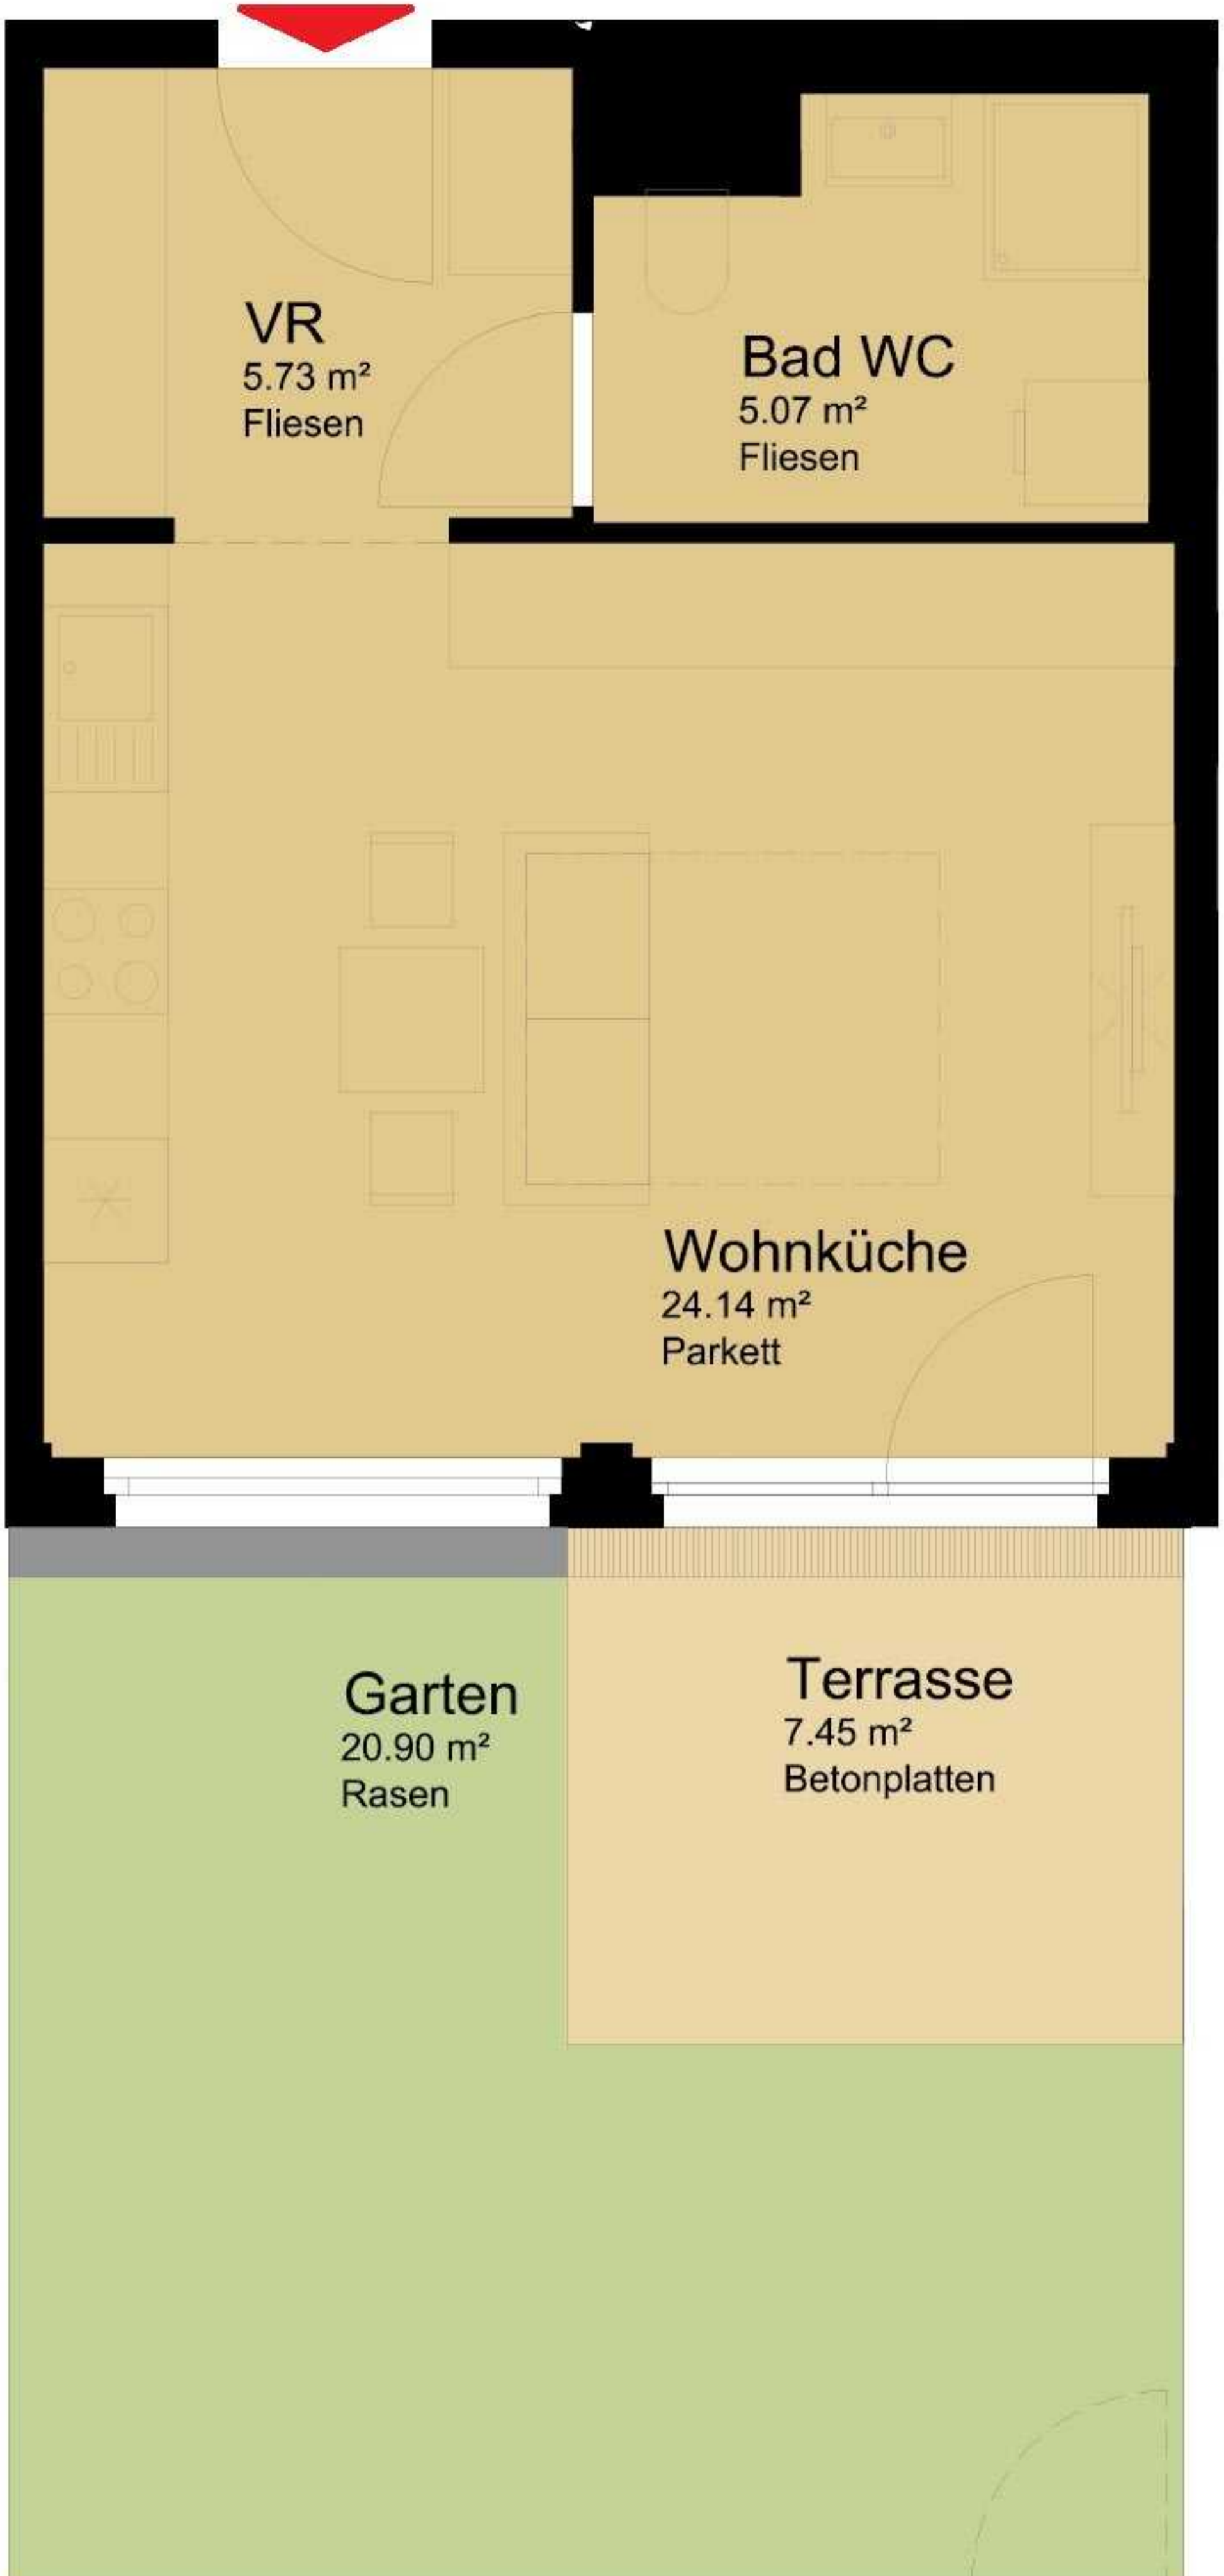 VR
5.73 m²
Fliesen
Bad WC
5.07 m²
Fliesen
Wohnküche
24.14 m²
Parkett
Garten
20.90 m²
Rasen
Terrasse
7.45 m²
Betonplatten